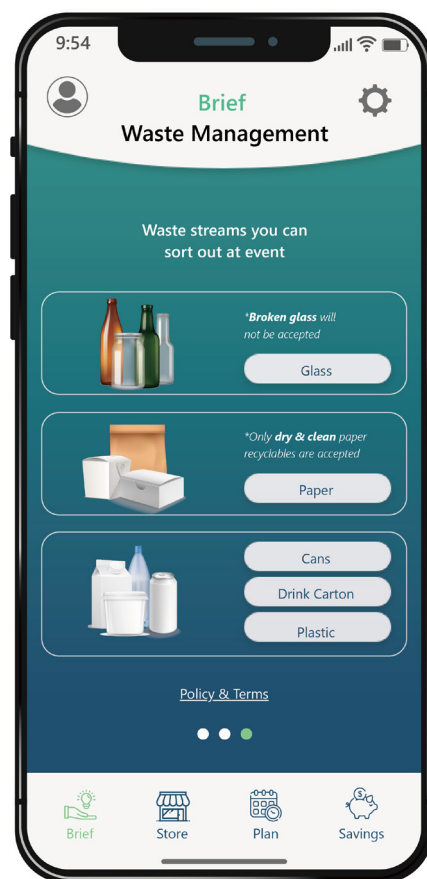 9:54
Brief
Waste Management
Waste streams you can
sort out at event
*Broken glass will
not be accepted
Glass
*Only dry & clean paper
recyclables are accepted
Paper
Cans
Drink Carton
Plastic
Policy & Terms
Brief
Store
Plan
Savings